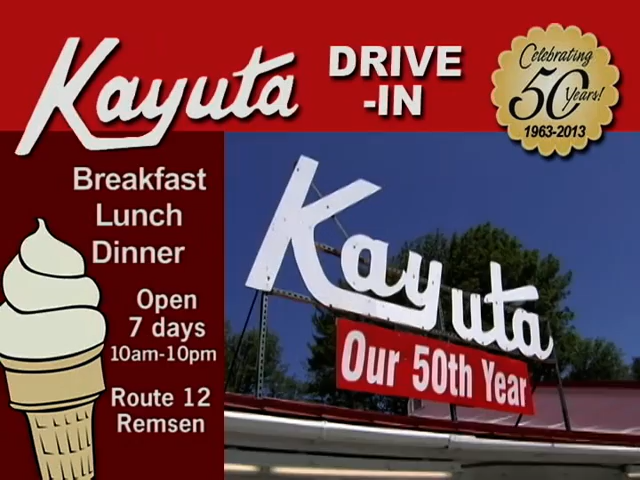 Kayuta
DRIVE
-IN
Celebrating
50
Years!
1963-2013
Breakfast
Lunch
Dinner
Open
7 days
10am-10pm
Route 12
Remsen
Kayuta
Our 50th Year